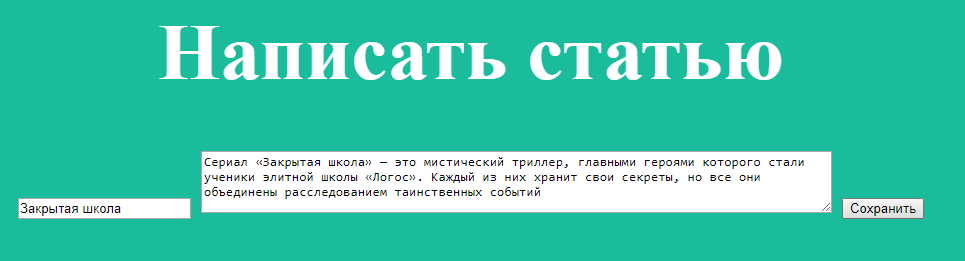 Написать статью
Сериал «Закрытая школа» — это мистический триллер, главными героями которого стали
ученики элитной школы «Логос». Каждый из них хранит свои секреты, но все они
объединены расследованием таинственных событий
Закрытая школа
Сохранить